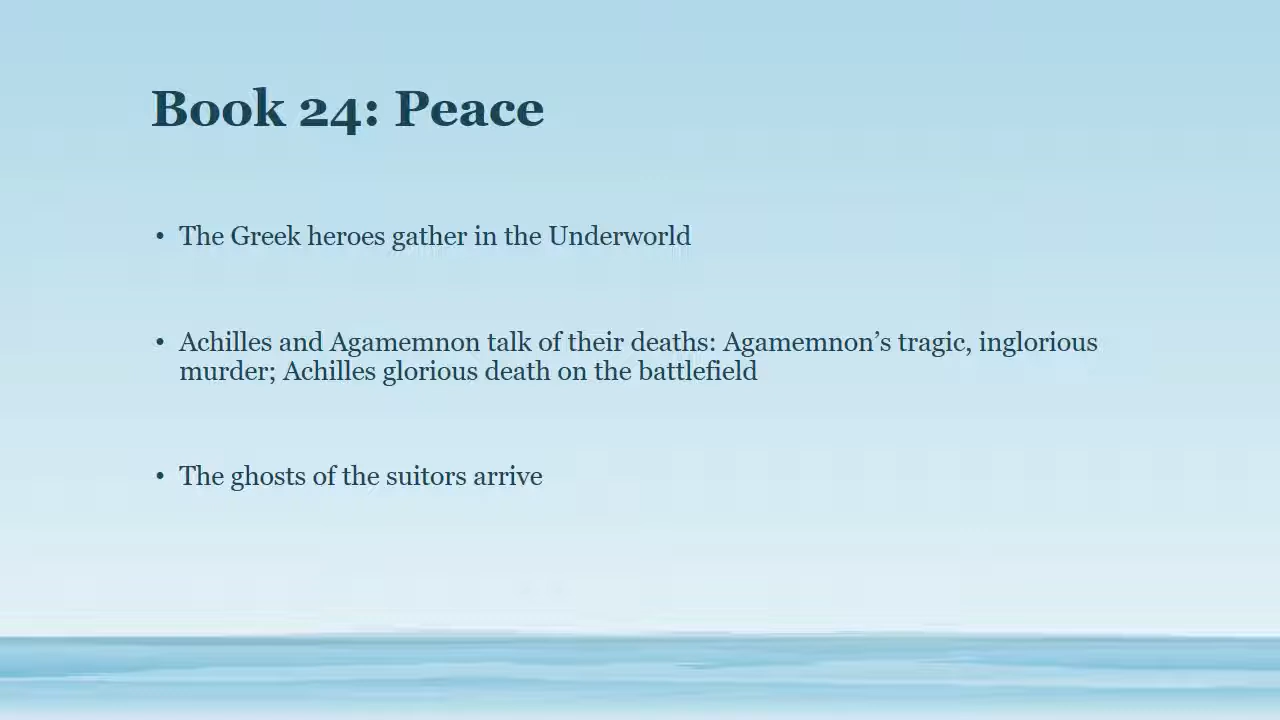 Book 24: Peace
• The Greek heroes gather in the Underworld
• Achilles and Agamemnon talk of their deaths: Agamemnon’s tragic, inglorious
murder; Achilles glorious death on the battlefield
• The ghosts of the suitors arrive